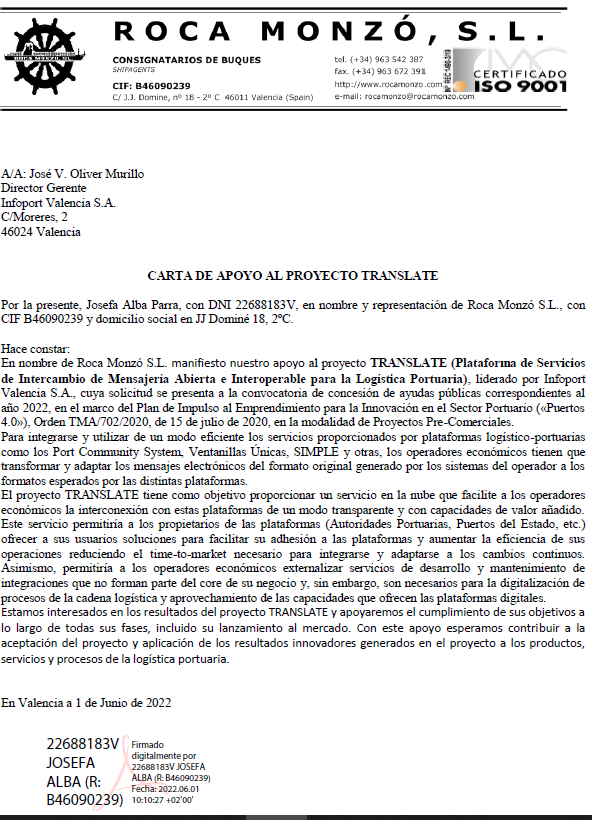 ROCA MONZÓ, S.L.
ROCA MONZÓ, S.L.
CONSIGNATARIOS DE BUQUES
SHIPAGENTS
CIF: B46090239
C/ J.J. Domine, nº 18 - 2º C 46011 Valencia (Spain)
tel. (+34) 963 542 387
fax. (+34) 963 672 391
http://www.rocamonzo.com
e-mail: rocamonzo@rocamonzo.com
IMC
CERTIFICADO
ISO 9001
A/A: José V. Oliver Murillo
Director Gerente
Infoport Valencia S.A.
C/Moreres, 2
46024 Valencia
CARTA DE APOYO AL PROYECTO TRANSLATE
Por la presente, Josefa Alba Parra, con DNI 22688183V, en nombre y representación de Roca Monzó S.L., con
CIF B46090239 y domicilio social en JJ Dominé 18, 2ºC.
Hace constar:
En nombre de Roca Monzó S.L. manifiesto nuestro apoyo al proyecto TRANSLATE (Plataforma de Servicios
de Intercambio de Mensajería Abierta e Interoperable para la Logística Portuaria), liderado por Infoport
Valencia S.A., cuya solicitud se presenta a la convocatoria de concesión de ayudas públicas correspondientes al
año 2022, en el marco del Plan de Impulso al Emprendimiento para la Innovación en el Sector Portuario («Puertos
4.0»), Orden TMA/702/2020, de 15 de julio de 2020, en la modalidad de Proyectos Pre-Comerciales.
Para integrarse y utilizar de un modo eficiente los servicios proporcionados por plataformas logístico-portuarias
como los Port Community System, Ventanillas Únicas, SIMPLE y otras, los operadores económicos tienen que
transformar y adaptar los mensajes electrónicos del formato original generado por los sistemas del operador a los
formatos esperados por las distintas plataformas.
El proyecto TRANSLATE tiene como objetivo proporcionar un servicio en la nube que facilite a los operadores
económicos la interconexión con estas plataformas de un modo transparente y con capacidades de valor añadido.
Este servicio permitiría a los propietarios de las plataformas (Autoridades Portuarias, Puertos del Estado, etc.)
ofrecer a sus usuarios soluciones para facilitar su adhesión a las plataformas y aumentar la eficiencia de sus
operaciones reduciendo el time-to-market necesario para integrarse y adaptarse a los cambios continuos.
Asimismo, permitiría a los operadores económicos externalizar servicios de desarrollo y mantenimiento de
integraciones que no forman parte del core de su negocio y, sin embargo, son necesarios para la digitalización de
procesos de la cadena logística y aprovechamiento de las capacidades que ofrecen las plataformas digitales.
Estamos interesados en los resultados del proyecto TRANSLATE y apoyaremos el cumplimiento de sus objetivos a
lo largo de todas sus fases, incluido su lanzamiento al mercado. Con este apoyo esperamos contribuir a la
aceptación del proyecto y aplicación de los resultados innovadores generados en el proyecto a los productos,
servicios y procesos de la logística portuaria.
En Valencia a 1 de Junio de 2022
22688183V
JOSEFA
ALBA (R:
B46090239)
Firmado
digitalmente por
22688183V JOSEFA
ALBA (R: B46090239)
Fecha: 2022.06.01
10:10:27 +02'00'